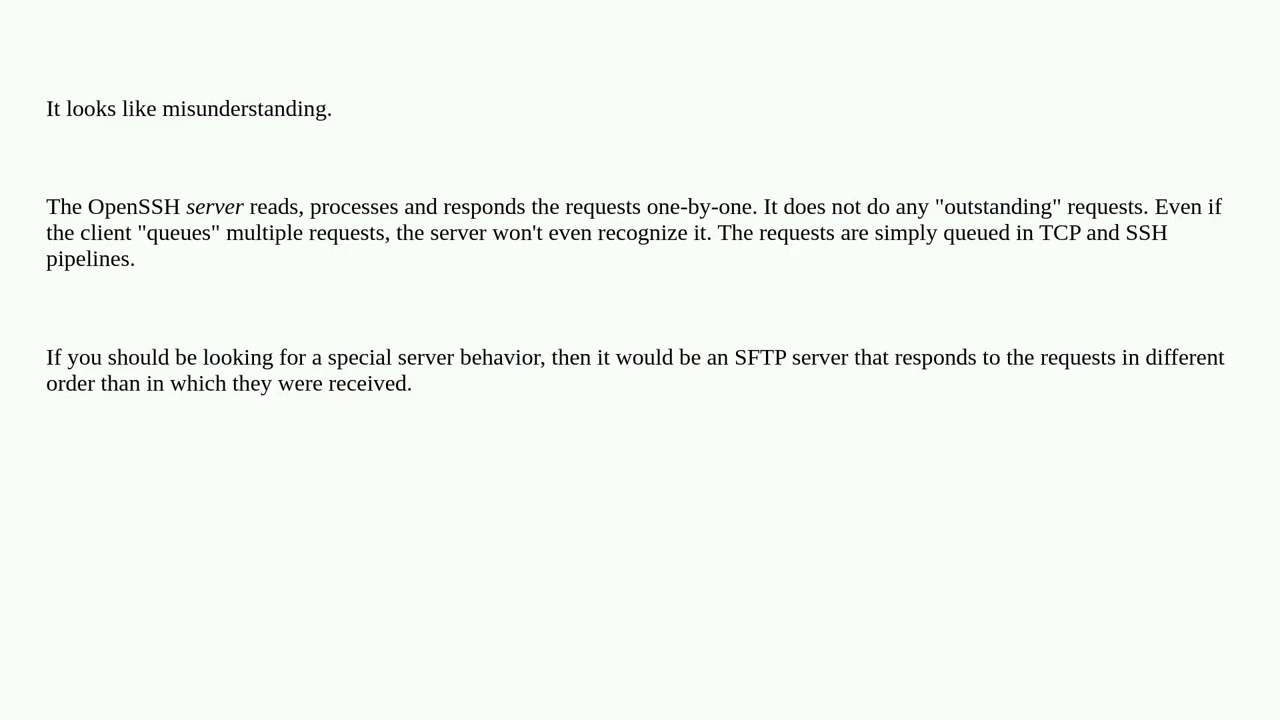 It looks like misunderstanding.
The OpenSSH server reads, processes and responds the requests one-by-one. It does not do any "outstanding" requests. Even if
the client "queues" multiple requests, the server won't even recognize it. The requests are simply queued in TCP and SSH
pipelines.
If you should be looking for a special server behavior, then it would be an SFTP server that responds to the requests in different
order than in which they were received.